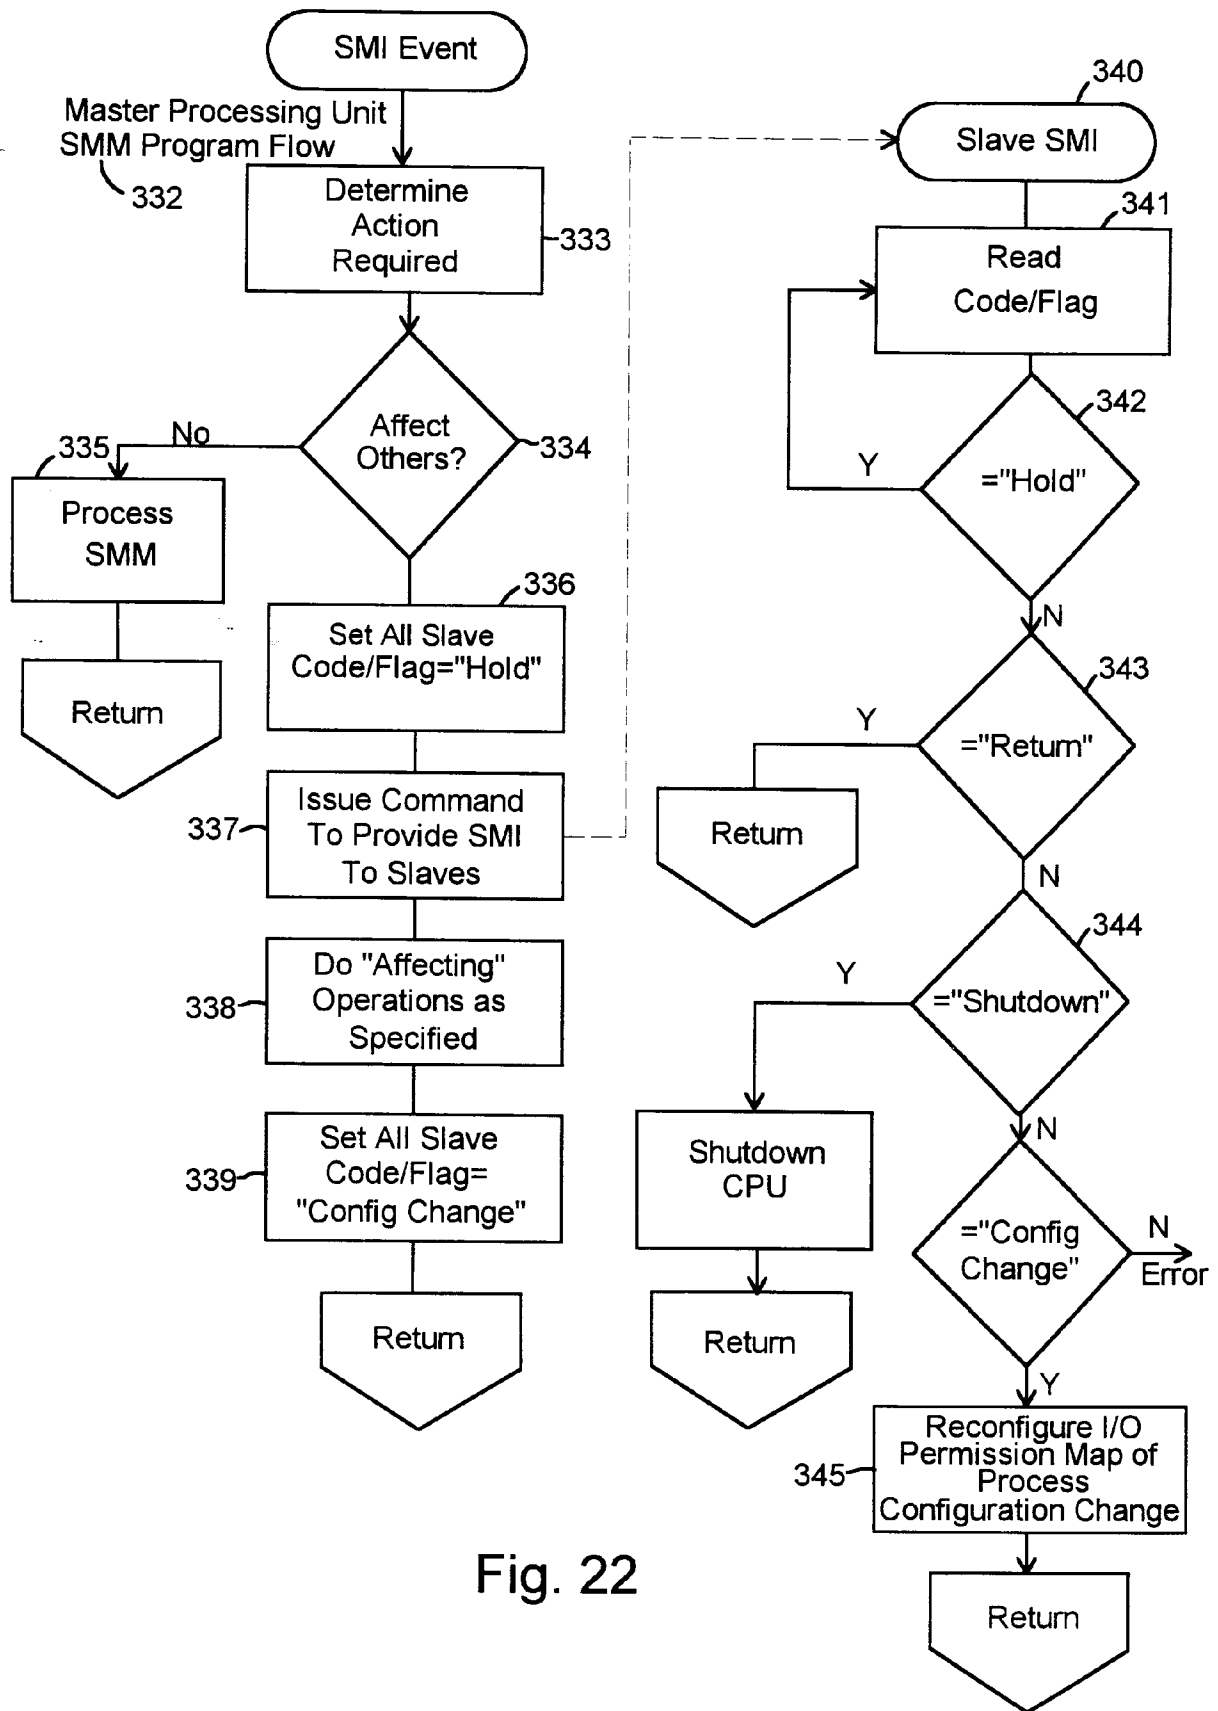 SMI Event
Master Processing Unit
SMM Program Flow
332
Determine
Action
Required
333
Affect
Others?
334
No
335
Process
SMM
Return
336
Set All Slave
Code/Flag="Hold"
337
Issue Command
To Provide SMI
To Slaves
338
Do "Affecting"
Operations as
Specified
339
Set All Slave
Code/Flag=
"Config Change"
Return
340
Slave SMI
341
Read
Code/Flag
342
="Hold"
Y
N
343
="Return"
Y
Return
N
344
="Shutdown"
Y
Shutdown
CPU
Return
N
="Config
Change"
N
Error
Y
345
Reconfigure I/O
Permission Map of
Process
Configuration Change
Return
Fig. 22